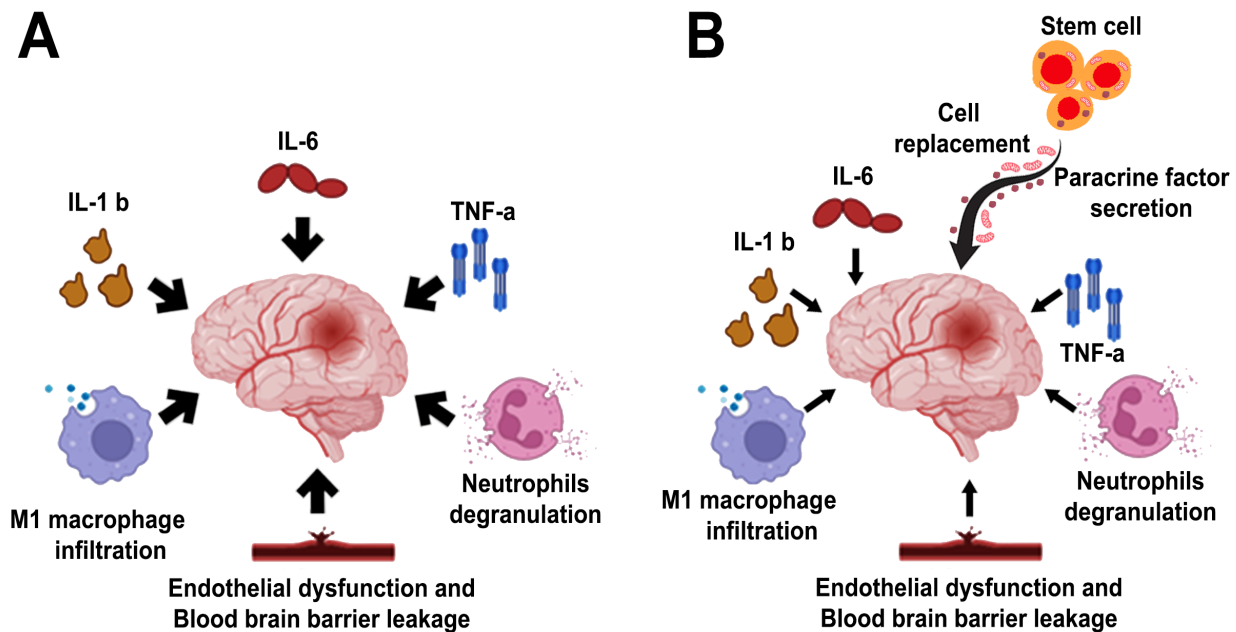 A
IL-6
IL-1 b
TNF-a
M1 macrophage
infiltration
Neutrophils
degranulation
Endothelial dysfunction and
Blood brain barrier leakage
B
Stem cell
Cell
replacement
Paracrine factor
secretion
IL-6
IL-1 b
TNF-a
M1 macrophage
infiltration
Neutrophils
degranulation
Endothelial dysfunction and
Blood brain barrier leakage